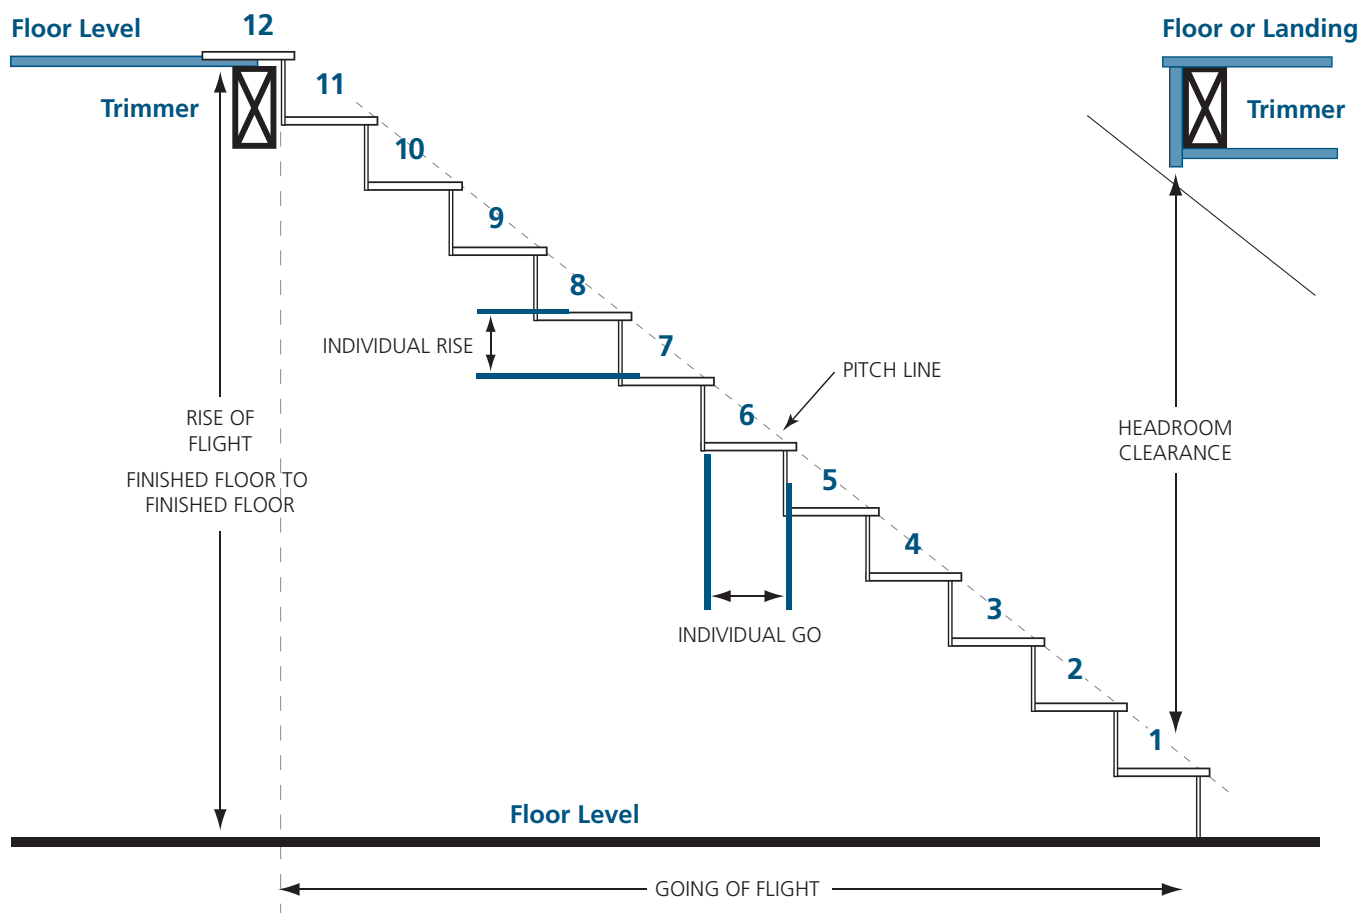 12
Floor Level
Floor or Landing
11
Trimmer
Trimmer
10
9
8
INDIVIDUAL RISE
7
PITCH LINE
6
RISE OF
FLIGHT
FINISHED FLOOR TO
FINISHED FLOOR
HEADROOM
CLEARANCE
5
4
3
INDIVIDUAL GO
2
1
Floor Level
GOING OF FLIGHT